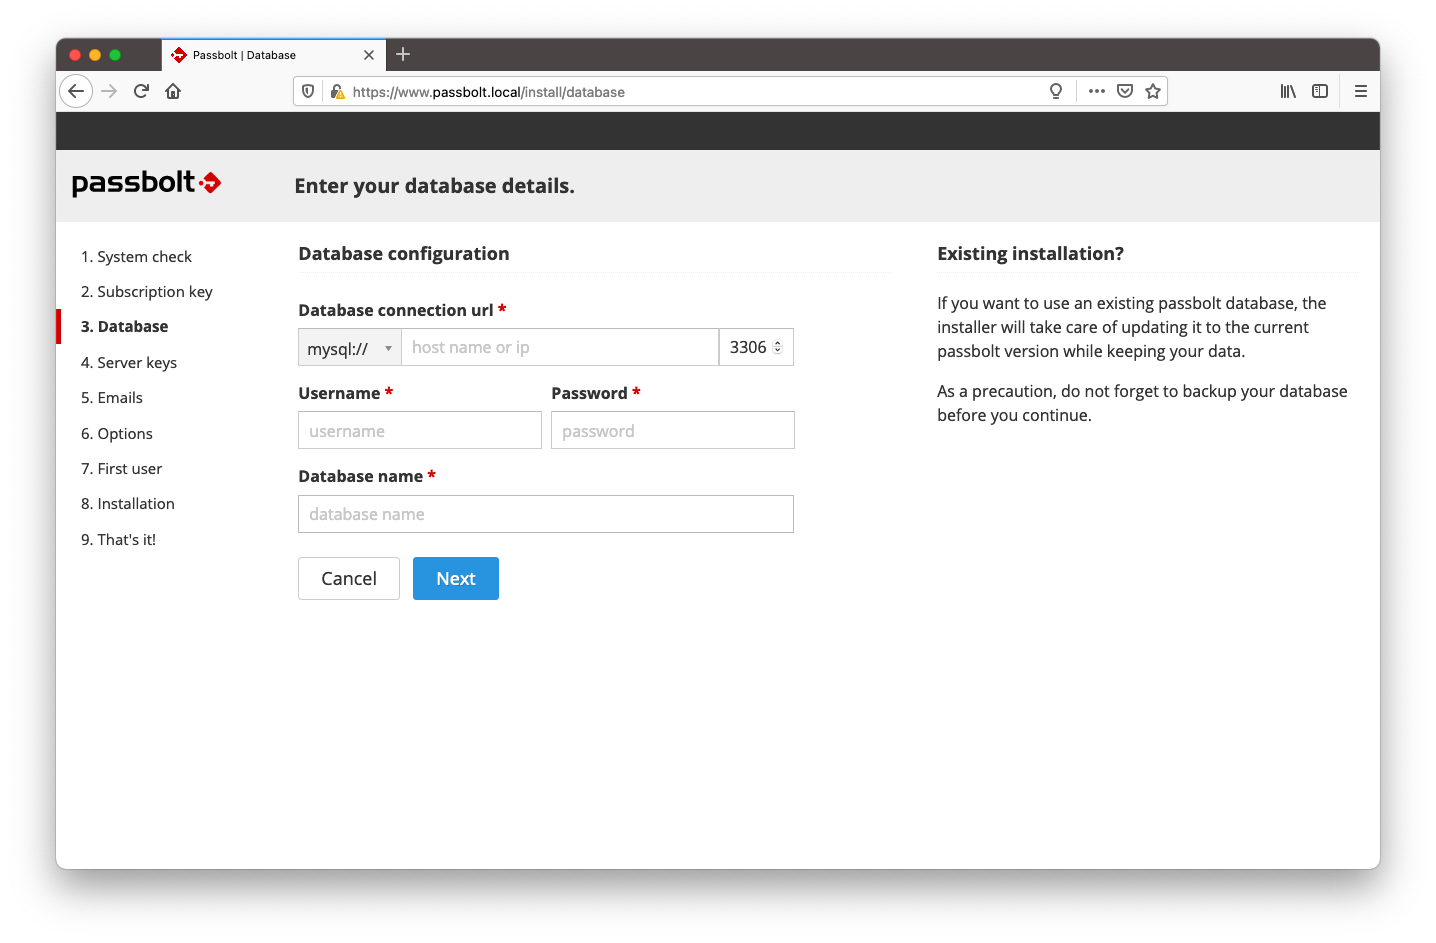 Passbolt | Database
https://www.passbolt.local/install/database
passbolt
Enter your database details.
1. System check
2. Subscription key
3. Database
4. Server keys
5. Emails
6. Options
7. First user
8. Installation
9. That's it!
Database configuration
Database connection url *
mysql:// host name or ip 3306
Username * Password *
username password
Database name *
database name
Cancel Next
Existing installation?
If you want to use an existing passbolt database, the
installer will take care of updating it to the current
passbolt version while keeping your data.
As a precaution, do not forget to backup your database
before you continue.